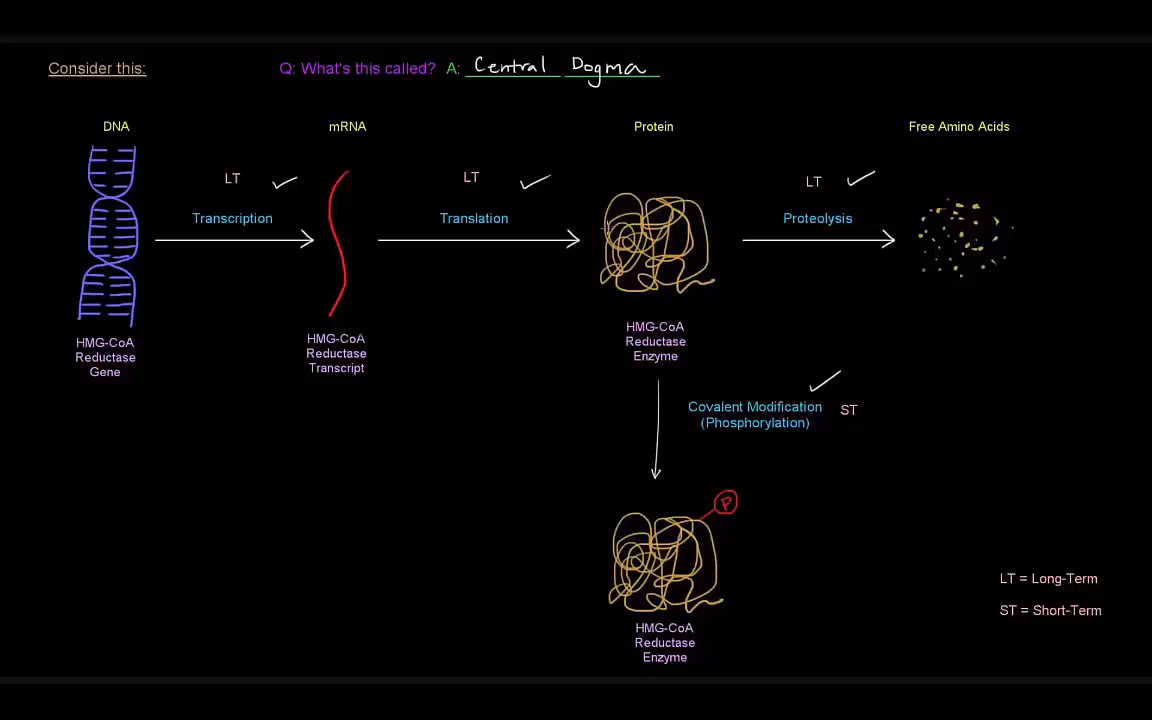 Consider this: Q: What's this called? A: Central Dogma
DNA mRNA Protein Free Amino Acids
LT LT LT
Transcription Translation Proteolysis
HMG-CoA
Reductase
Gene
HMG-CoA
Reductase
Transcript
HMG-CoA
Reductase
Enzyme
Covalent Modification
(Phosphorylation)
ST
P
HMG-CoA
Reductase
Enzyme
LT = Long-Term
ST = Short-Term